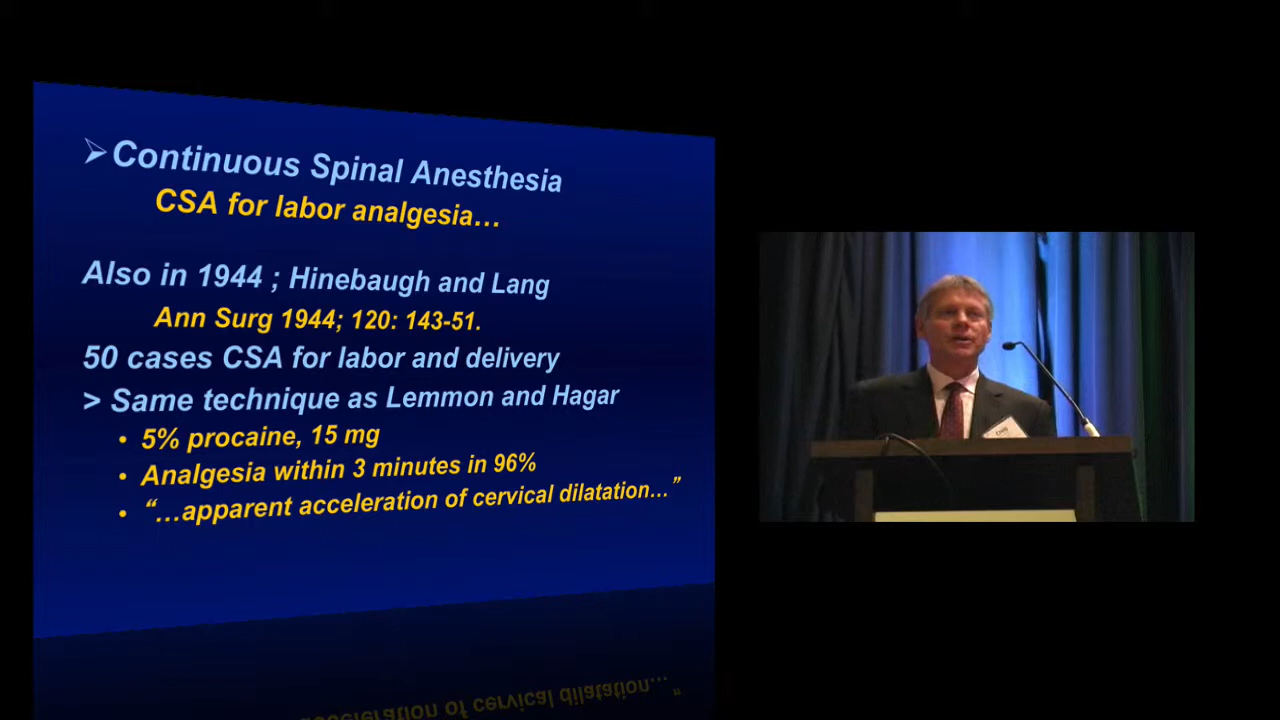 ➢Continuous Spinal Anesthesia
CSA for labor analgesia…
Also in 1944 ; Hinebaugh and Lang
Ann Surg 1944; 120: 143-51.
50 cases CSA for labor and delivery
> Same technique as Lemmon and Hagar
• 5% procaine, 15 mg
• Analgesia within 3 minutes in 96%
• “…apparent acceleration of cervical dilatation…”